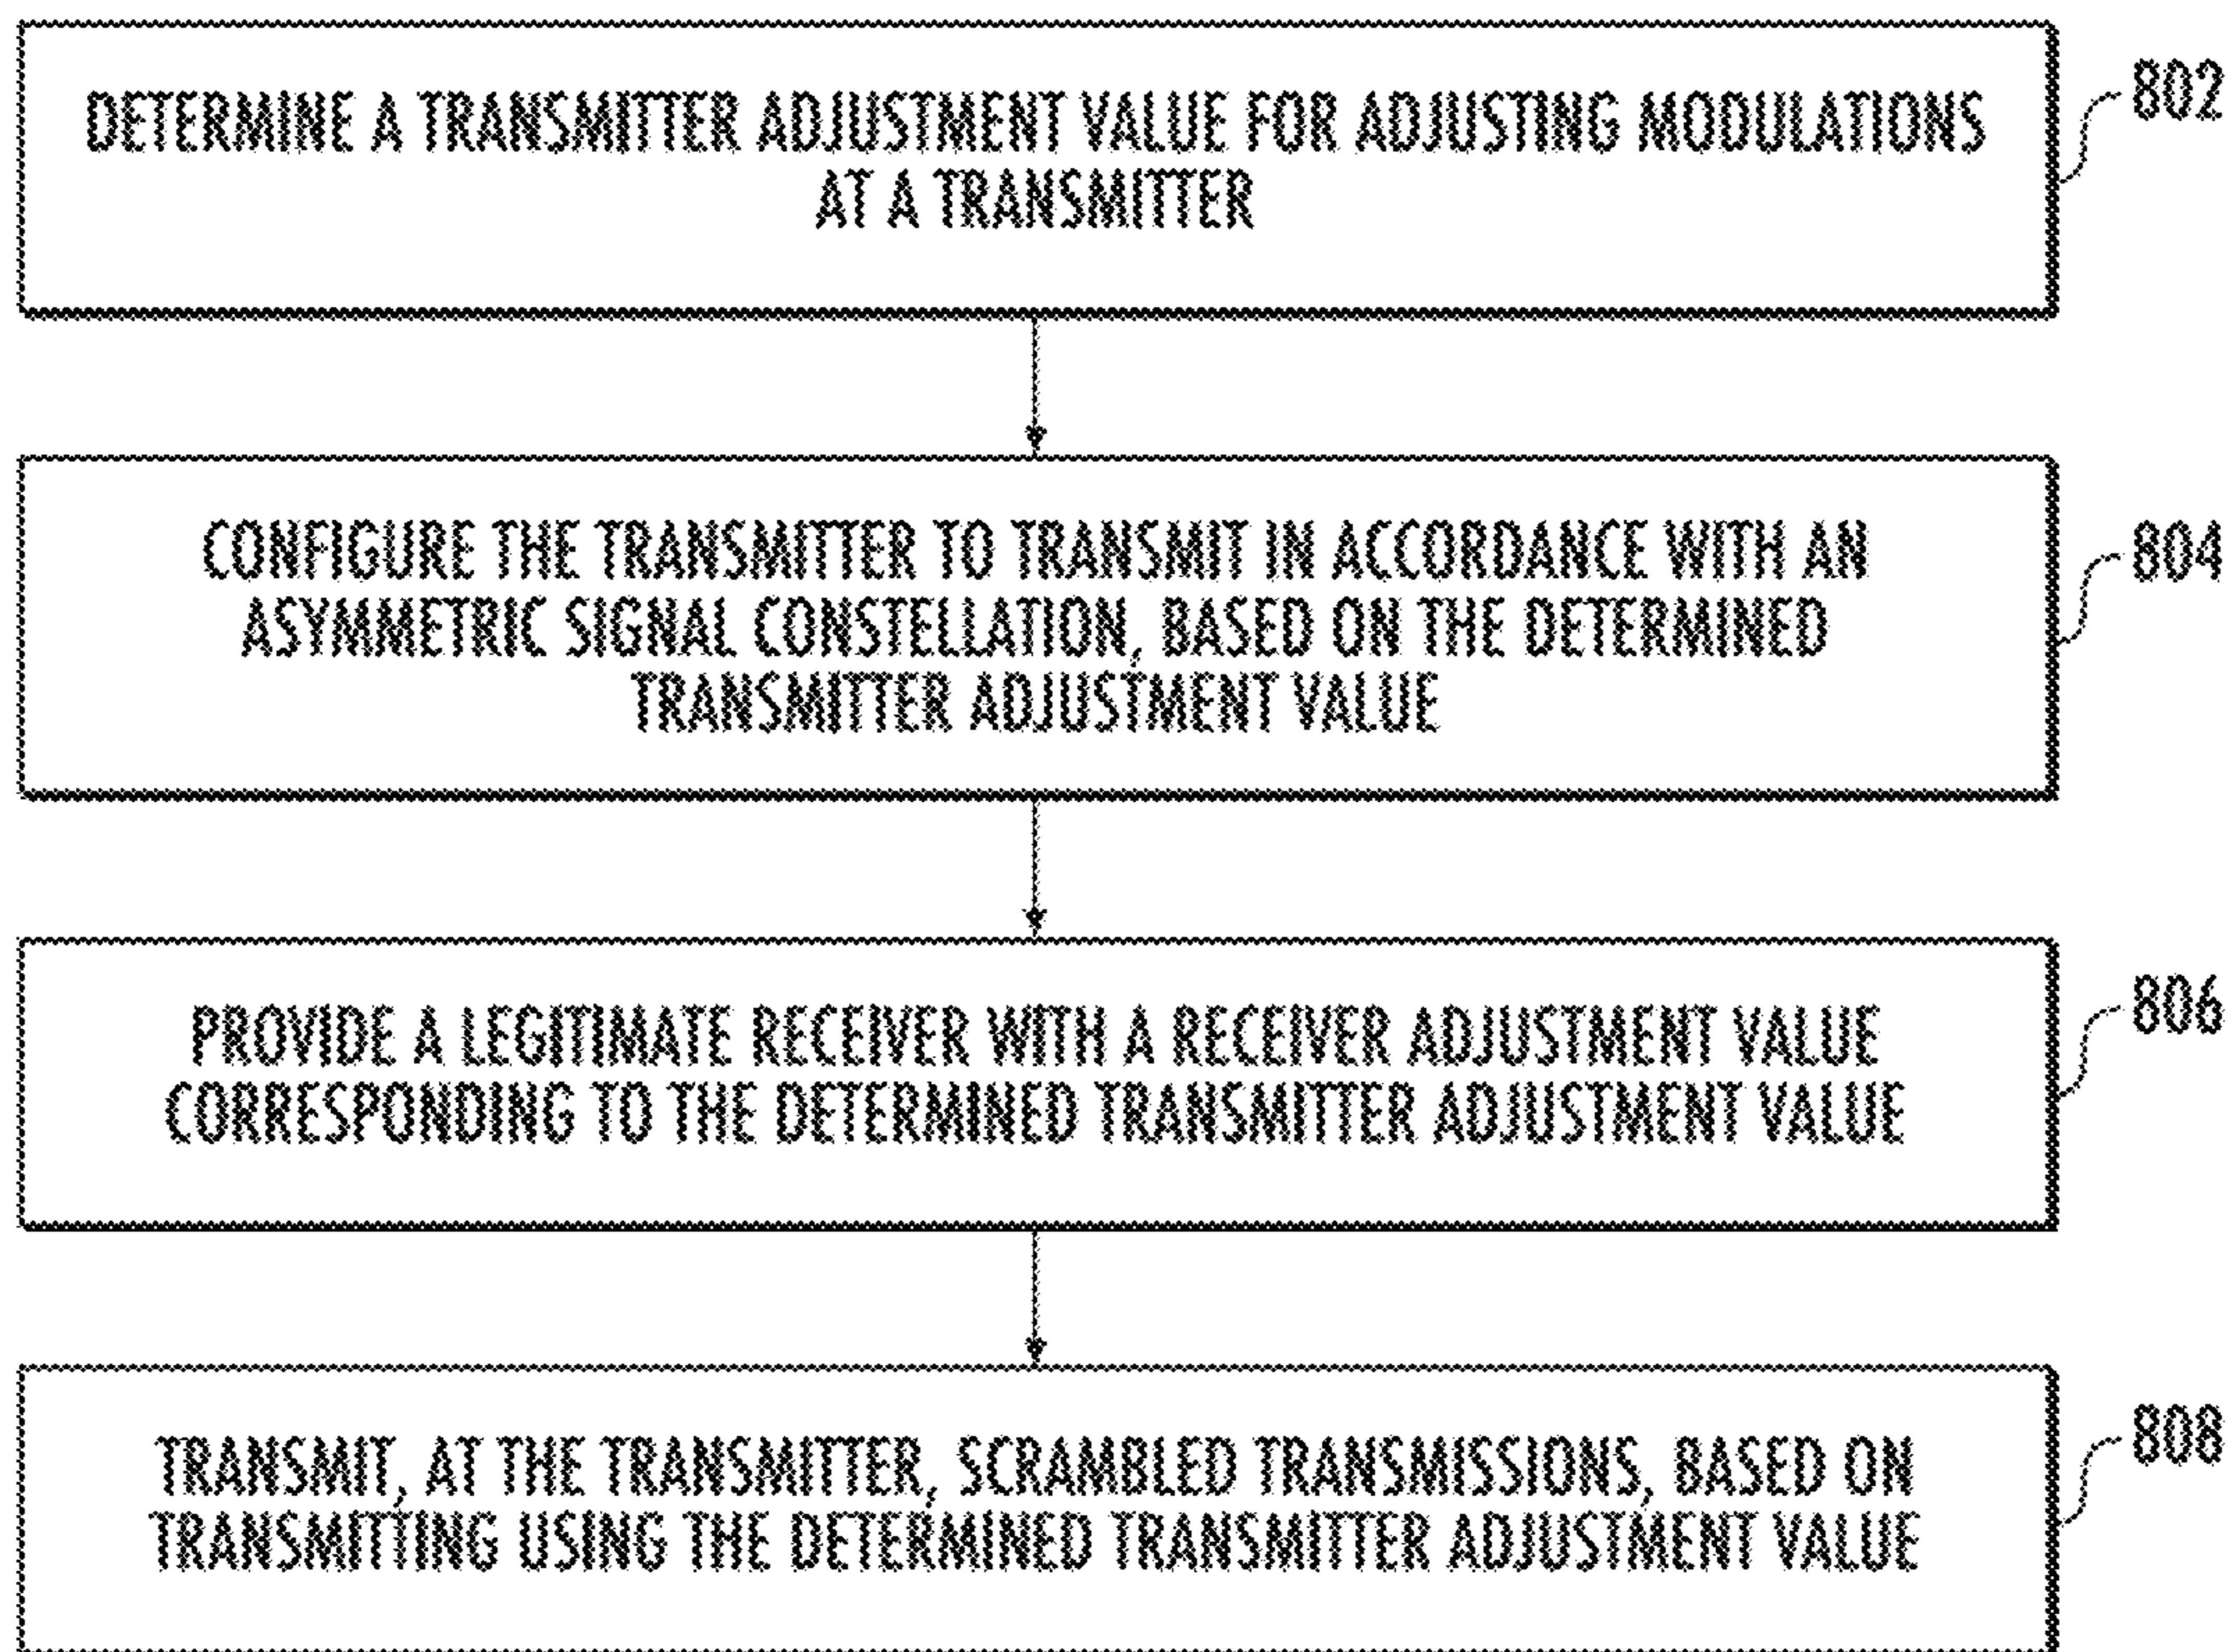 DETERMINE A TRANSMITTER ADJUSTMENT VALUE FOR ADJUSTING MODULATIONS
AT A TRANSMITTER
802
CONFIGURE THE TRANSMITTER TO TRANSMIT IN ACCORDANCE WITH AN
ASYMMETRIC SIGNAL CONSTELLATION, BASED ON THE DETERMINED
TRANSMITTER ADJUSTMENT VALUE
804
PROVIDE A LEGITIMATE RECEIVER WITH A RECEIVER ADJUSTMENT VALUE
CORRESPONDING TO THE DETERMINED TRANSMITTER ADJUSTMENT VALUE
806
TRANSMIT, AT THE TRANSMITTER, SCRAMBLED TRANSMISSIONS, BASED ON
TRANSMITTING USING THE DETERMINED TRANSMITTER ADJUSTMENT VALUE
808